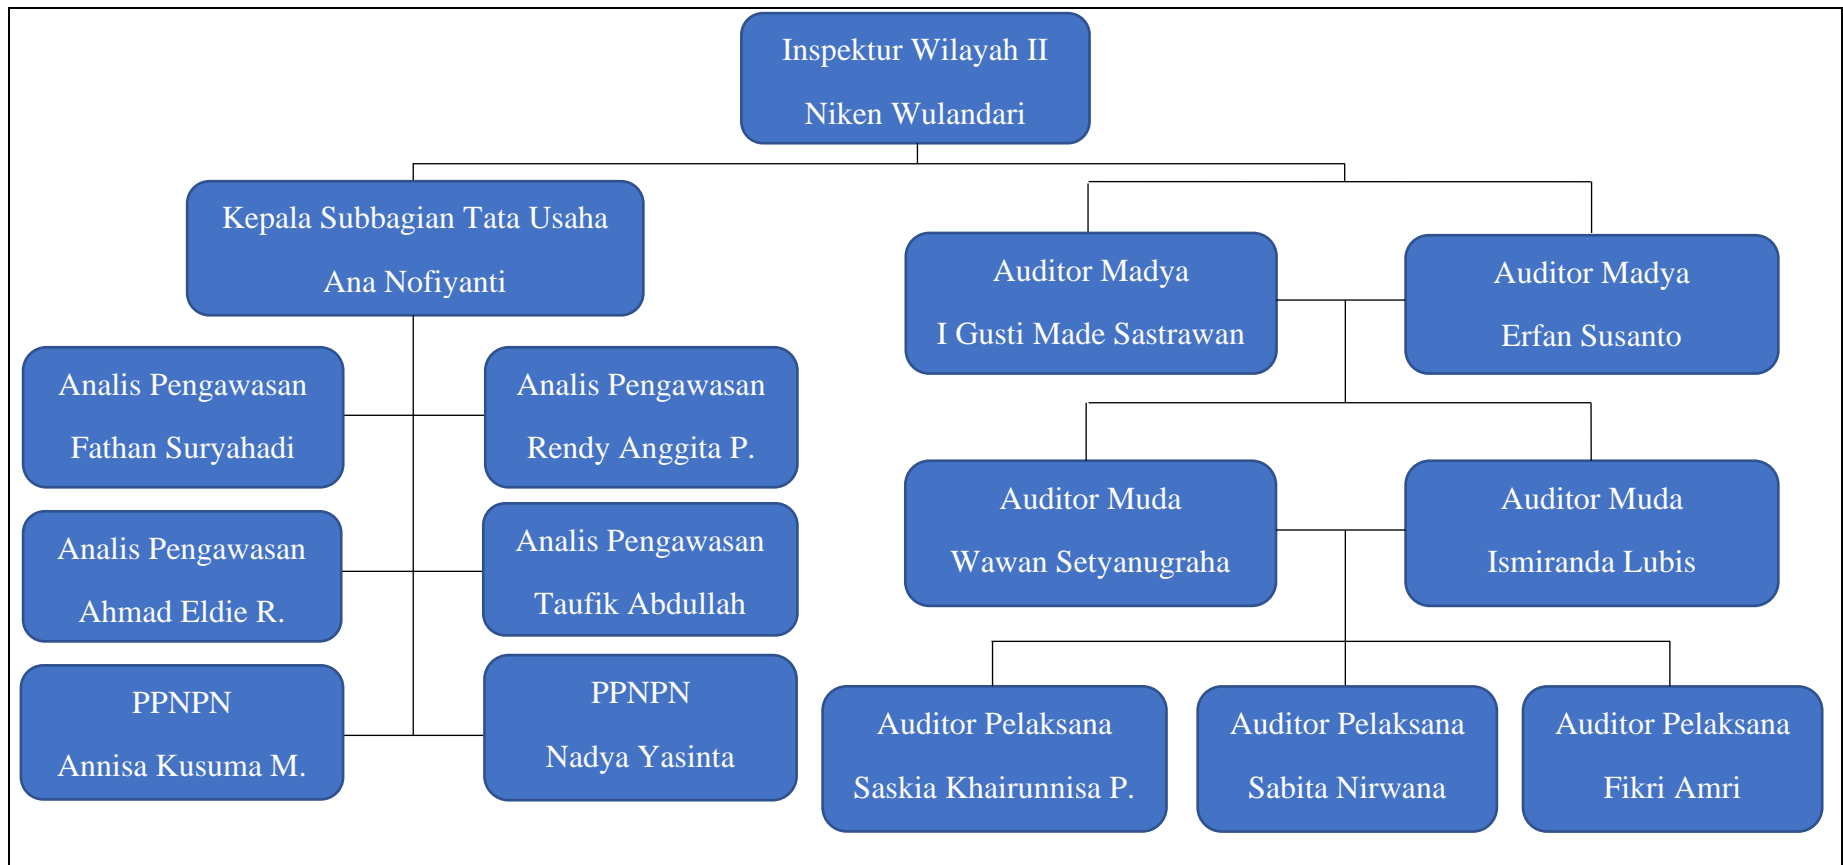 Inspektur Wilayah II
Niken Wulandari
Kepala Subbagian Tata Usaha
Ana Nofiyanti
Analis Pengawasan
Fathan Suryahadi
Analis Pengawasan
Rendy Anggita P.
Analis Pengawasan
Ahmad Eldie R.
Analis Pengawasan
Taufik Abdullah
PPNPN
Annisa Kusuma M.
PPNPN
Nadya Yasinta
Auditor Madya
I Gusti Made Sastrawan
Auditor Madya
Erfan Susanto
Auditor Muda
Wawan Setyanugraha
Auditor Muda
Ismiranda Lubis
Auditor Pelaksana
Saskia Khairunnisa P.
Auditor Pelaksana
Sabita Nirwana
Auditor Pelaksana
Fikri Amri